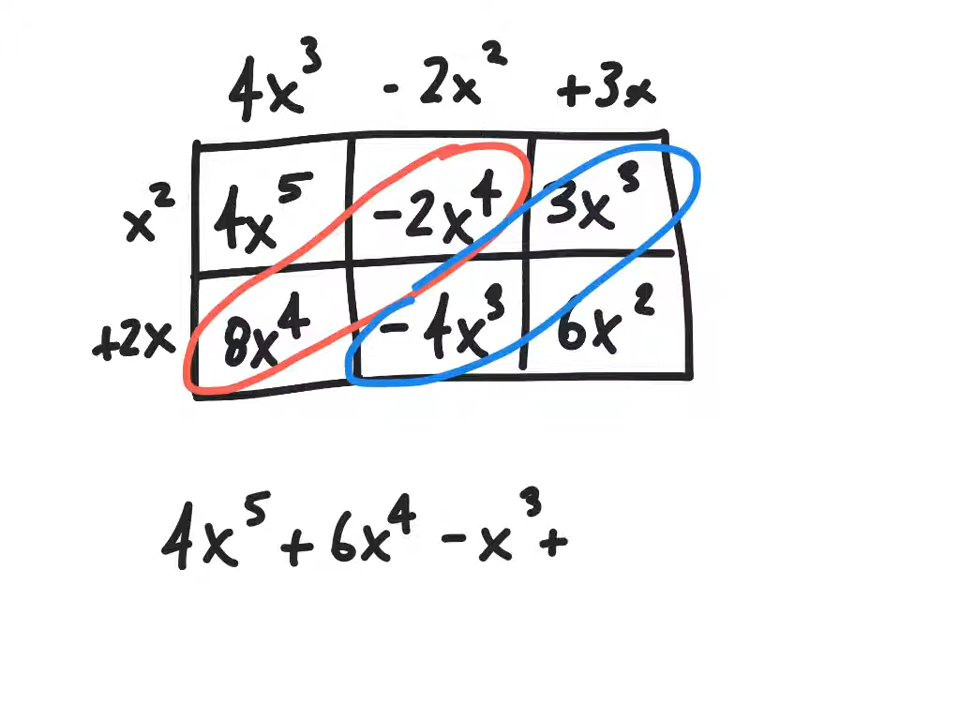 4x³ - 2x² +3x
x² 4x⁵ -2x⁴ 3x³
+2x 8x⁴ -4x³ 6x²
4x⁵ + 6x⁴ - x³ +